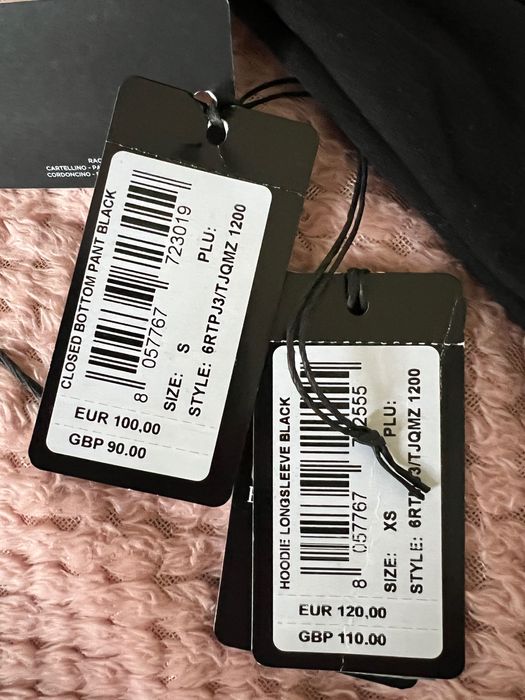 RAC
CARTELLINO - PA
CORDONCINO -
CLOSED BOTTOM PANT BLACK
8 057767 723019
SIZE: S PLU:
STYLE: 6RTPJ3/TJQMZ 1200
EUR 100,00
GBP 90.00
HOODIE LONGSLEEVE BLACK
8 057767 2555
SIZE: XS PLU:
STYLE: 6RT J3/TJQMZ 1200
EUR 120,00
GBP 110.00